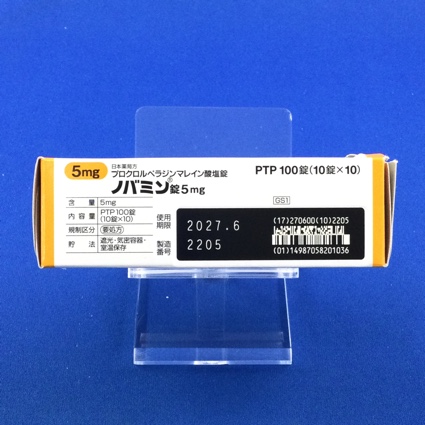 5mg
日本薬局方
プロクロルペラジンマレイン酸塩錠
ノバミン®錠5mg
PTP 100錠(10錠×10)
含 量 5mg
内 容 量 PTP100錠
(10錠×10)
規制区分 要処方
貯 法 遮光・気密容器・
室温保存
使用
期限 2027.6
製造
番号 2205
GS1
(17)270600(10)2205
(01)14987058201036